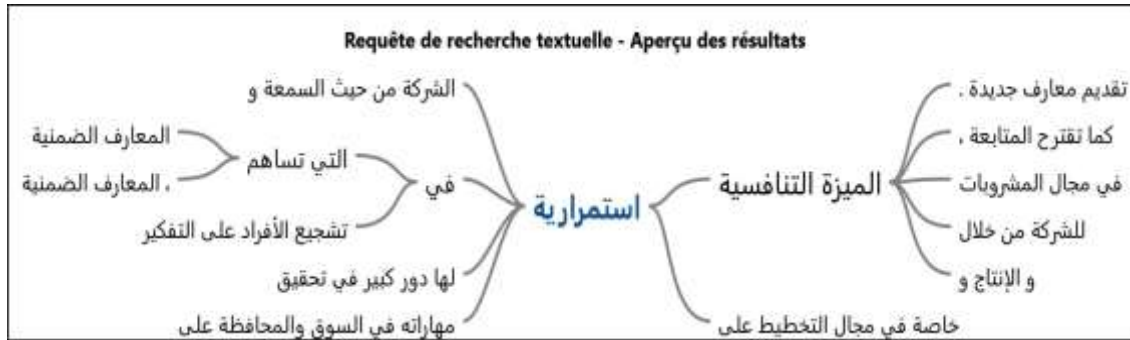 Requête de recherche textuelle - Aperçu des résultats
الشركة من حيث السمعة و
المعارف الضمنية
، المعارف الضمنية
التي تساهم
تشجيع الأفراد على التفكير
في
لها دور كبير في تحقيق
مهاراته في السوق والمحافظة على
استمرارية
الميزة التنافسية
تقديم معارف جديدة .
كما تقترح المتابعة ،
في مجال المشروبات
للشركة من خلال
و الإنتاج و
خاصة في مجال التخطيط على